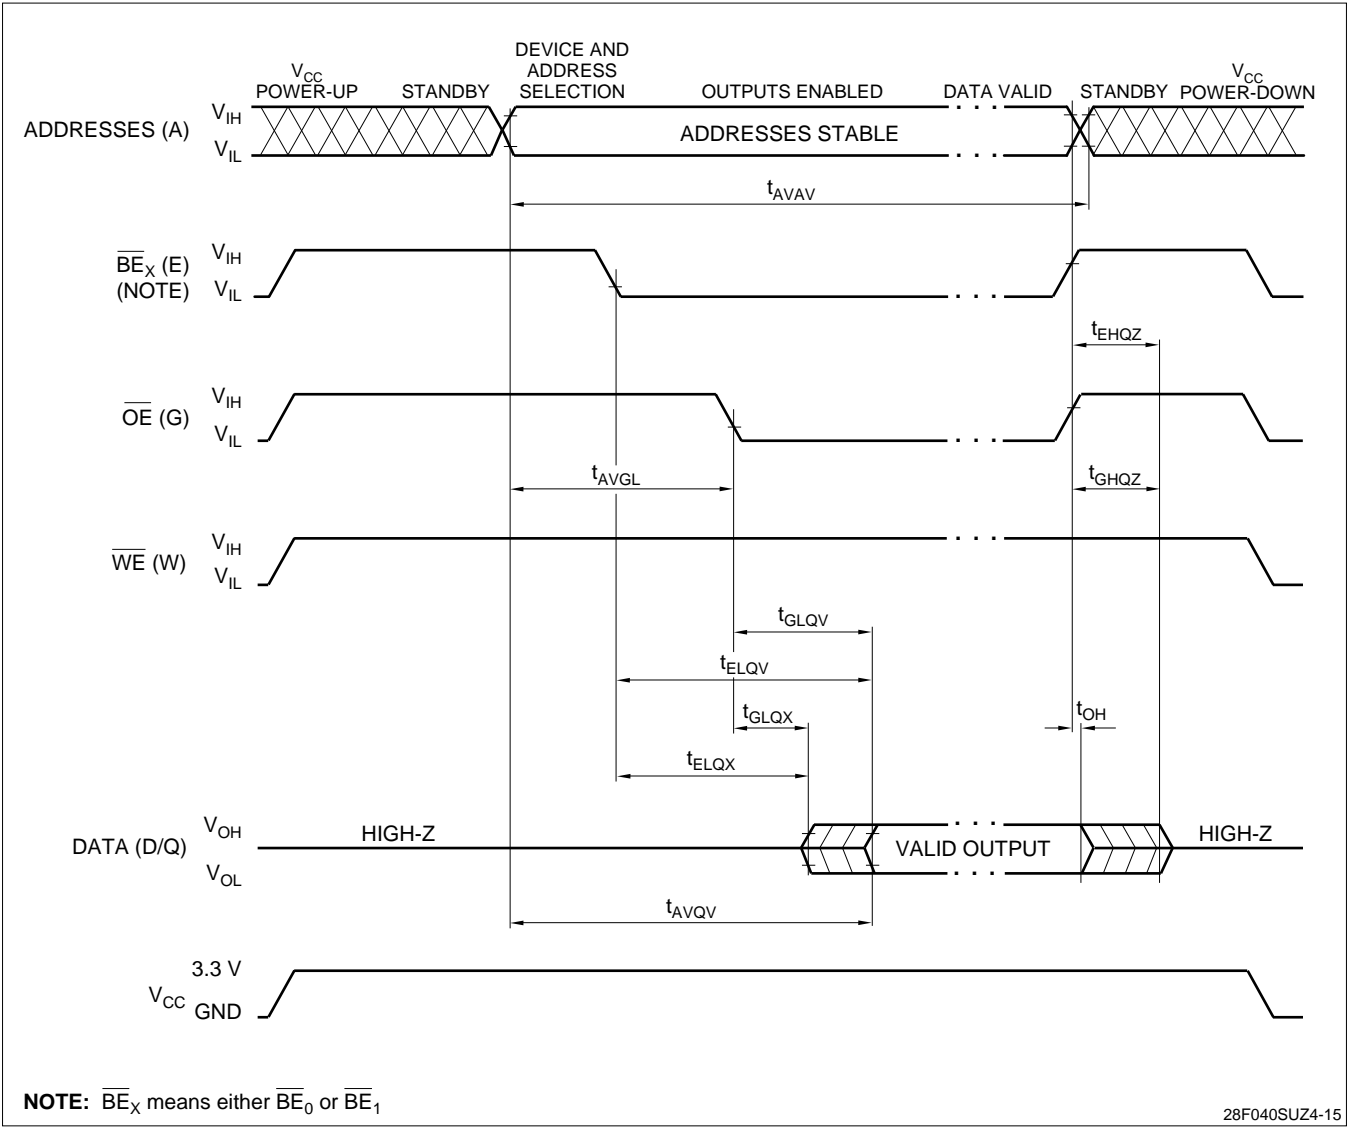 DEVICE AND
ADDRESS
SELECTION
VCC
POWER-UP
STANDBY
OUTPUTS ENABLED
DATA VALID
STANDBY
VCC
POWER-DOWN
ADDRESSES (A)
VIH
VIL
ADDRESSES STABLE
tAVAV
BEX (E)
(NOTE)
VIH
VIL
tEHQZ
OE (G)
VIH
VIL
tAVGL
tGHQZ
WE (W)
VIH
VIL
tGLQV
tELQV
tGLQX
tOH
tELQX
DATA (D/Q)
VOH
VOL
HIGH-Z
VALID OUTPUT
HIGH-Z
tAVQV
VCC
3.3 V
GND
NOTE: BEX means either BE0 or BE1
28F040SUZ4-15